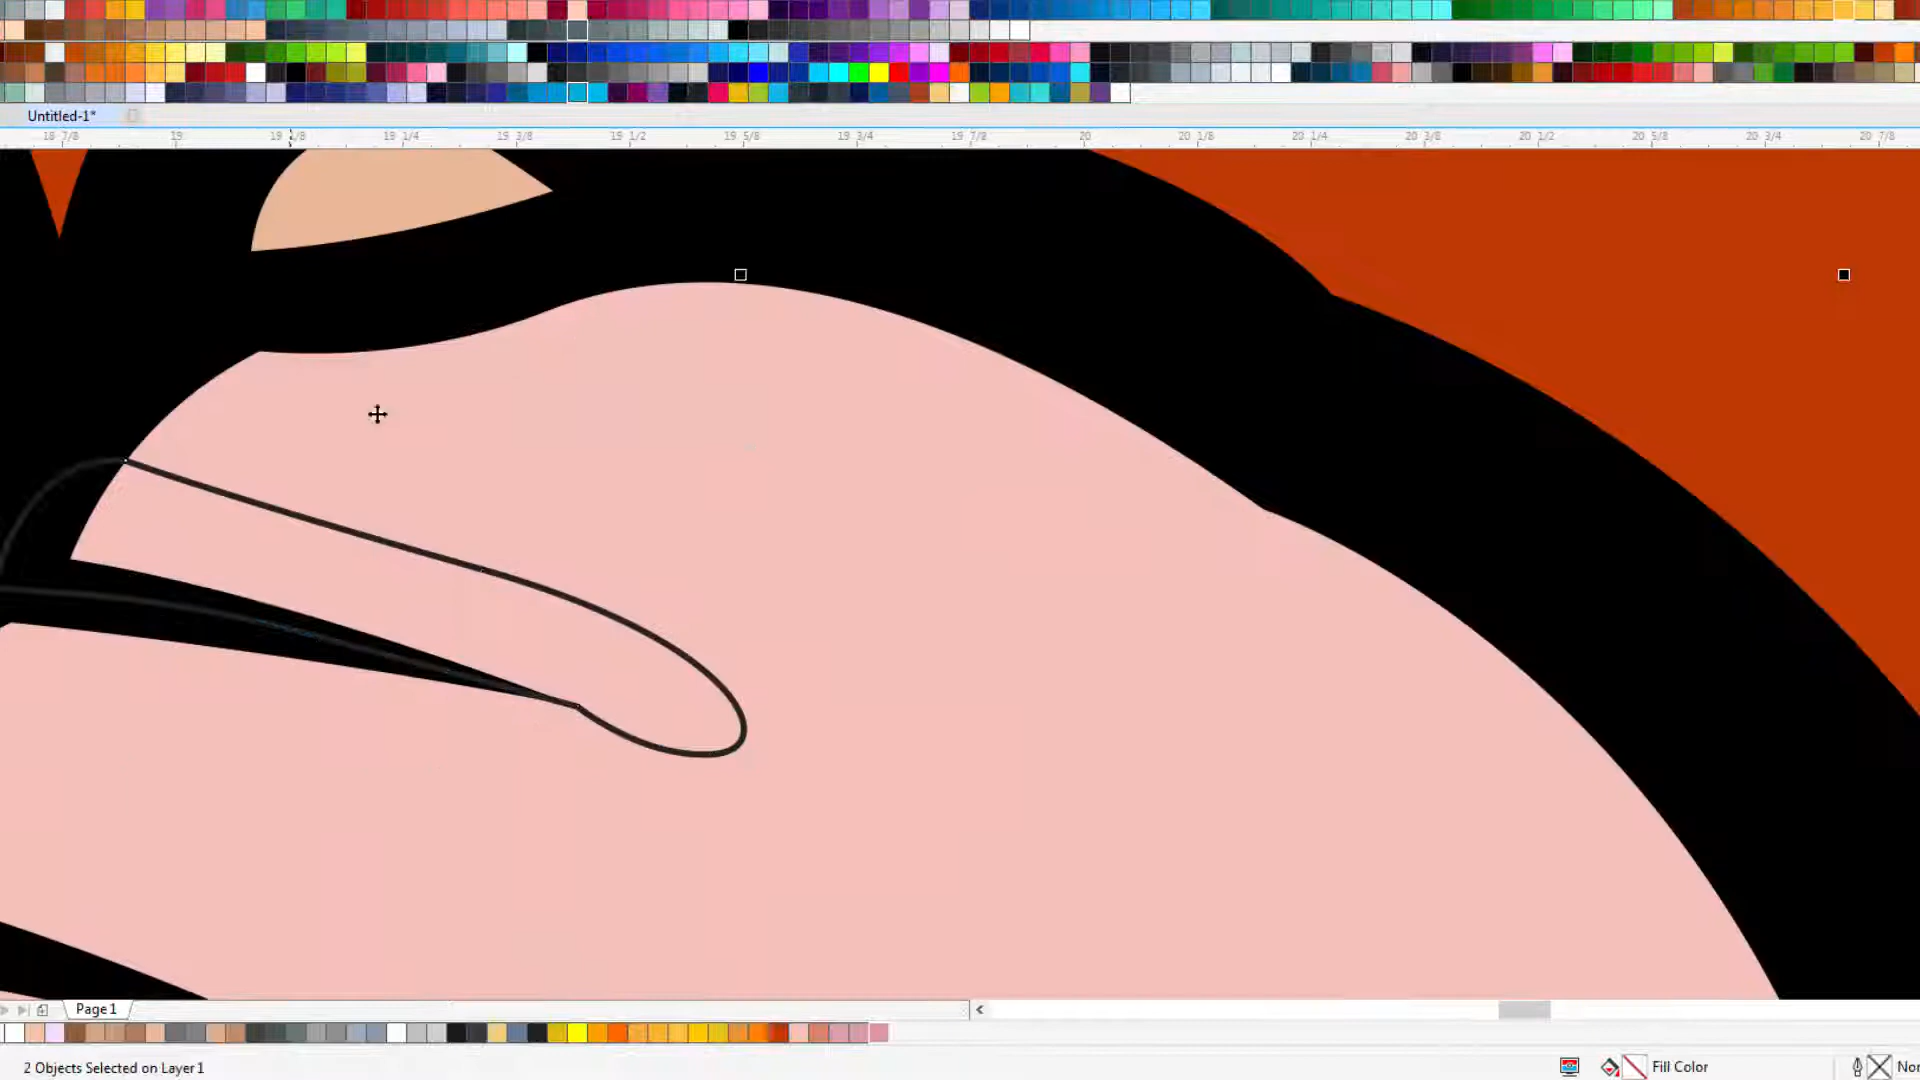 Untitled-1*
18 7/8 19 19 1/8 19 1/4 19 3/8 19 1/2 19 5/8 19 3/4 19 7/8 20 20 1/8 20 1/4 20 3/8 20 1/2 20 5/8 20 3/4 20 7/8
Page 1
2 Objects Selected on Layer 1 Fill Color